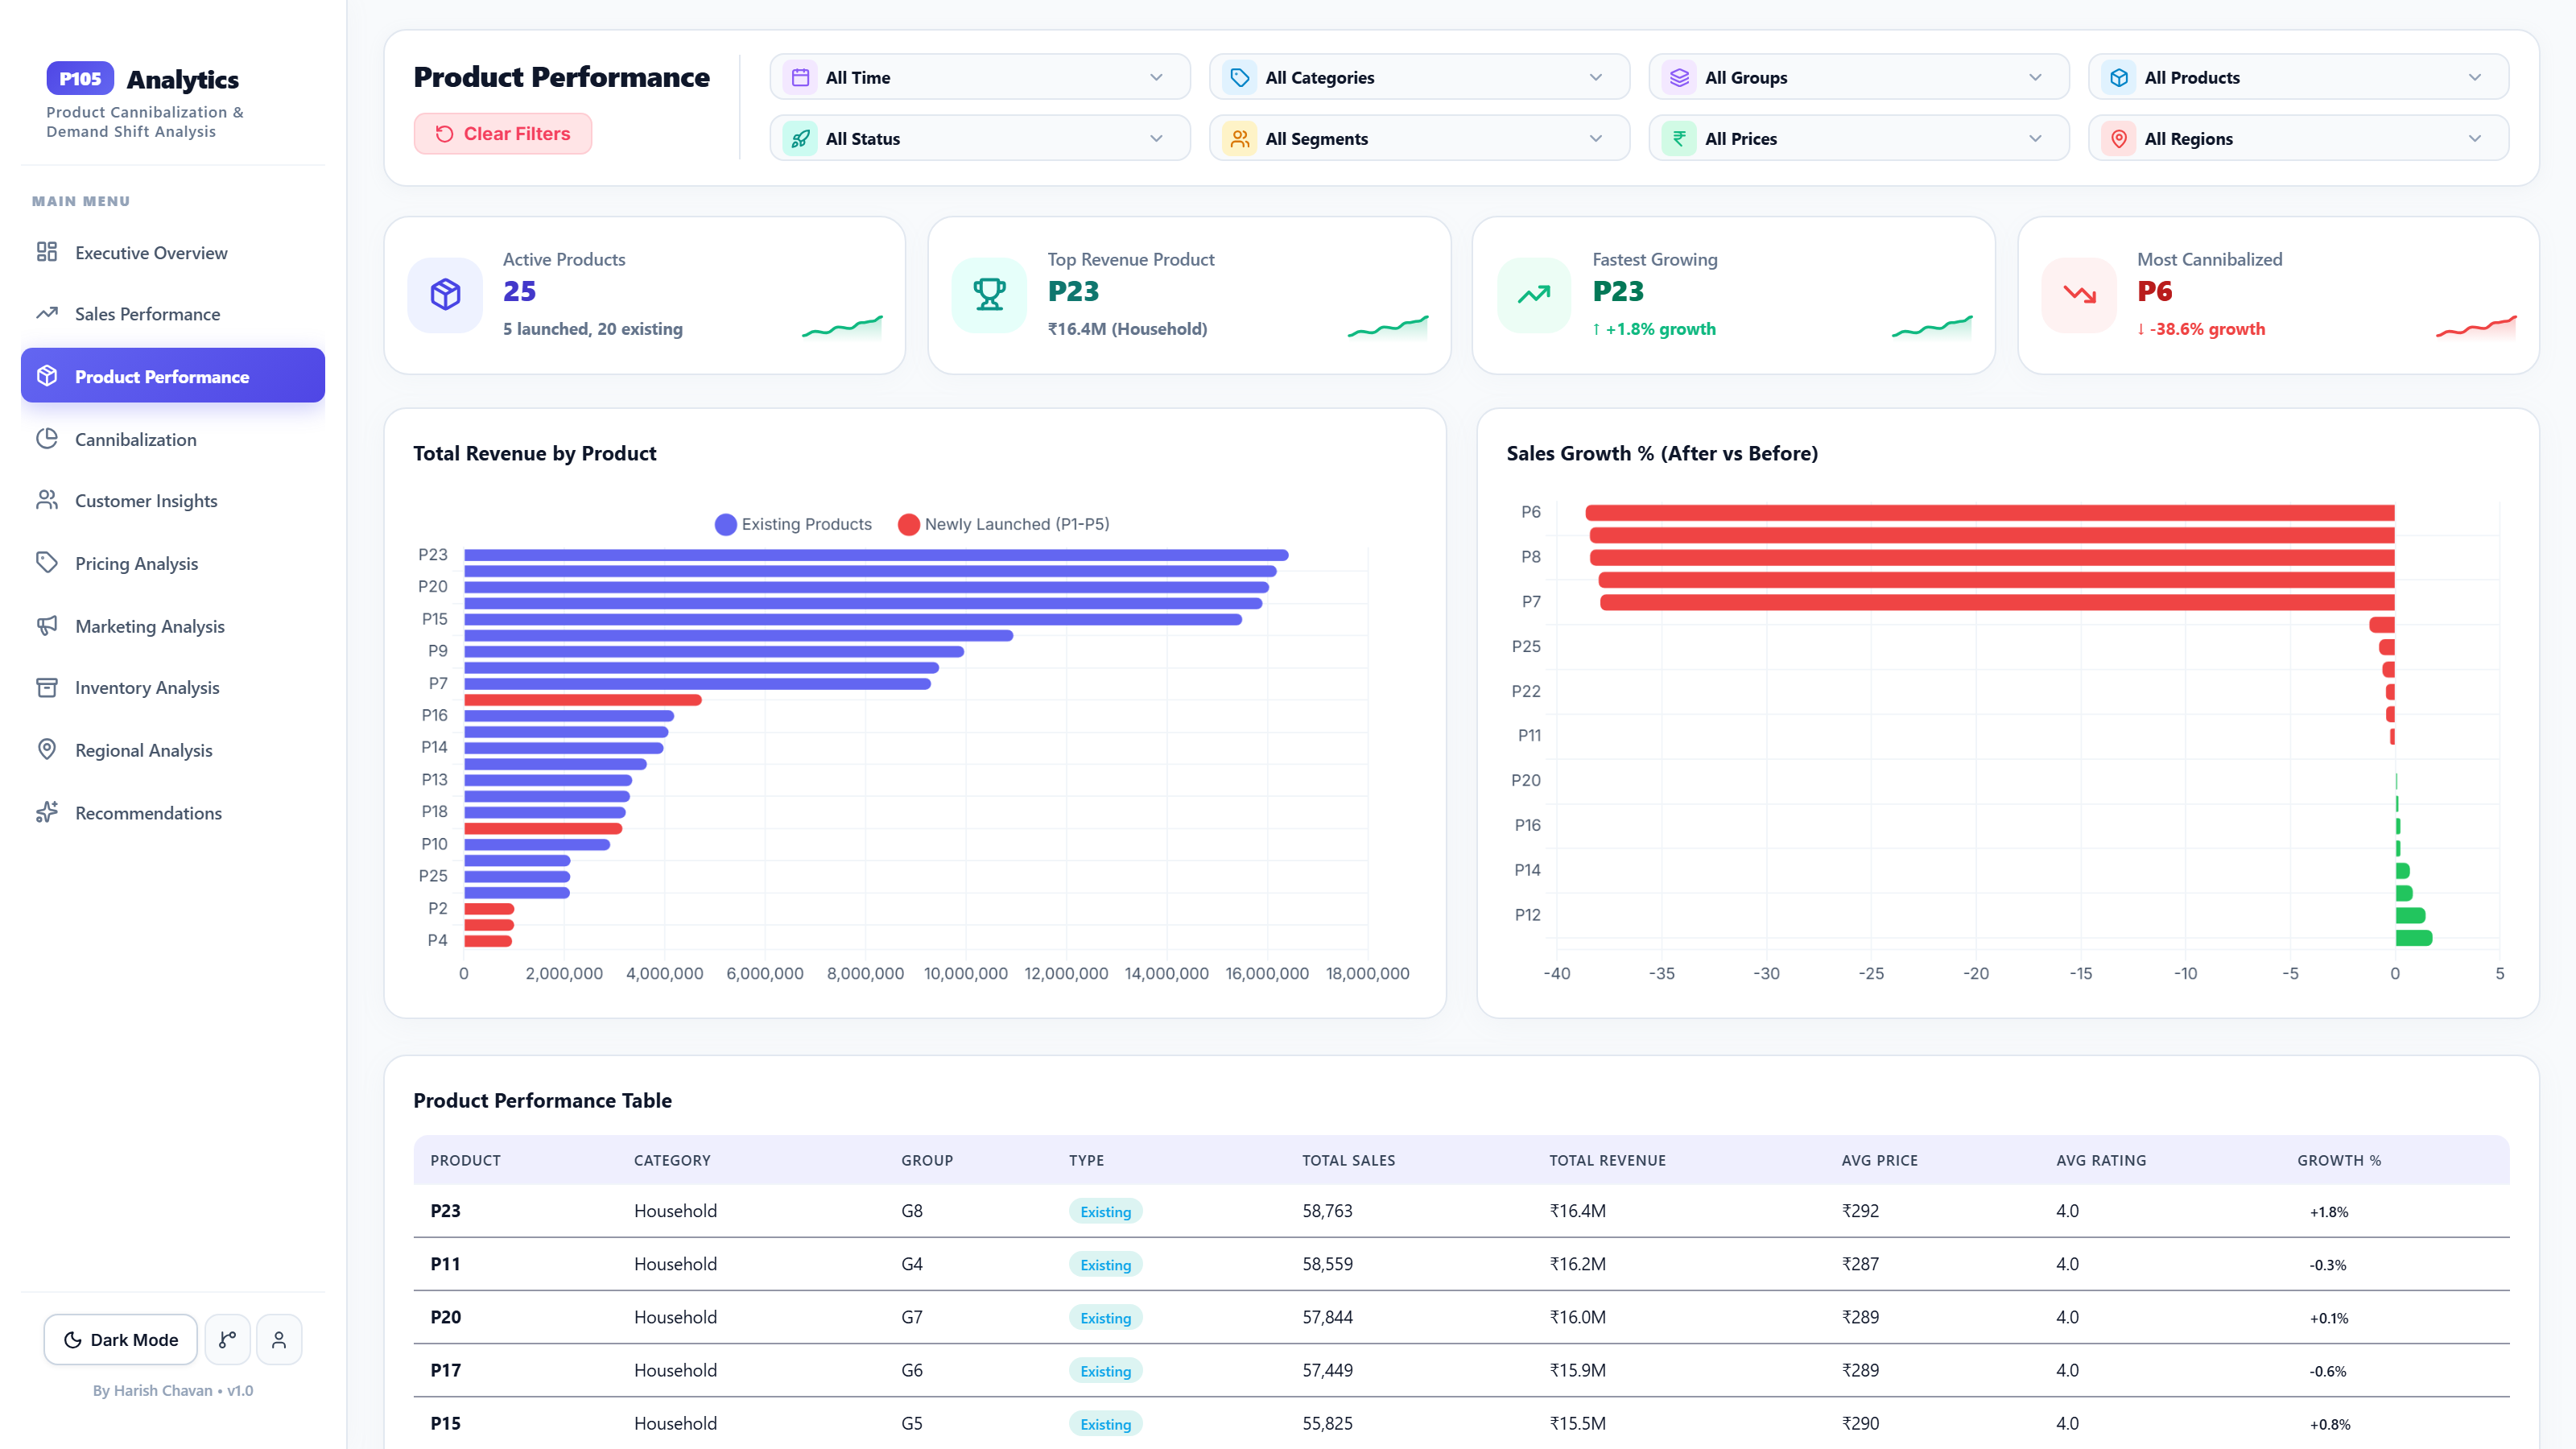 P105 Analytics
Product Cannibalization &
Demand Shift Analysis
MAIN MENU
Executive Overview
Sales Performance
Product Performance
Cannibalization
Customer Insights
Pricing Analysis
Marketing Analysis
Inventory Analysis
Regional Analysis
Recommendations
Dark Mode
By Harish Chavan • v1.0
Product Performance
Clear Filters
All Time
All Categories
All Groups
All Products
All Status
All Segments
₹ All Prices
All Regions
Active Products
25
5 launched, 20 existing
Top Revenue Product
P23
₹16.4M (Household)
Fastest Growing
P23
↑ +1.8% growth
Most Cannibalized
P6
↓ -38.6% growth
Total Revenue by Product
Existing Products Newly Launched (P1-P5)
P23
P20
P15
P9
P7
P16
P14
P13
P18
P10
P25
P2
P4
0 2,000,000 4,000,000 6,000,000 8,000,000 10,000,000 12,000,000 14,000,000 16,000,000 18,000,000
Sales Growth % (After vs Before)
P6
P8
P7
P25
P22
P11
P20
P16
P14
P12
-40 -35 -30 -25 -20 -15 -10 -5 0 5
Product Performance Table
PRODUCT CATEGORY GROUP TYPE TOTAL SALES TOTAL REVENUE AVG PRICE AVG RATING GROWTH %
P23 Household G8 Existing 58,763 ₹16.4M ₹292 4.0 +1.8%
P11 Household G4 Existing 58,559 ₹16.2M ₹287 4.0 -0.3%
P20 Household G7 Existing 57,844 ₹16.0M ₹289 4.0 +0.1%
P17 Household G6 Existing 57,449 ₹15.9M ₹289 4.0 -0.6%
P15 Household G5 Existing 55,825 ₹15.5M ₹290 4.0 +0.8%